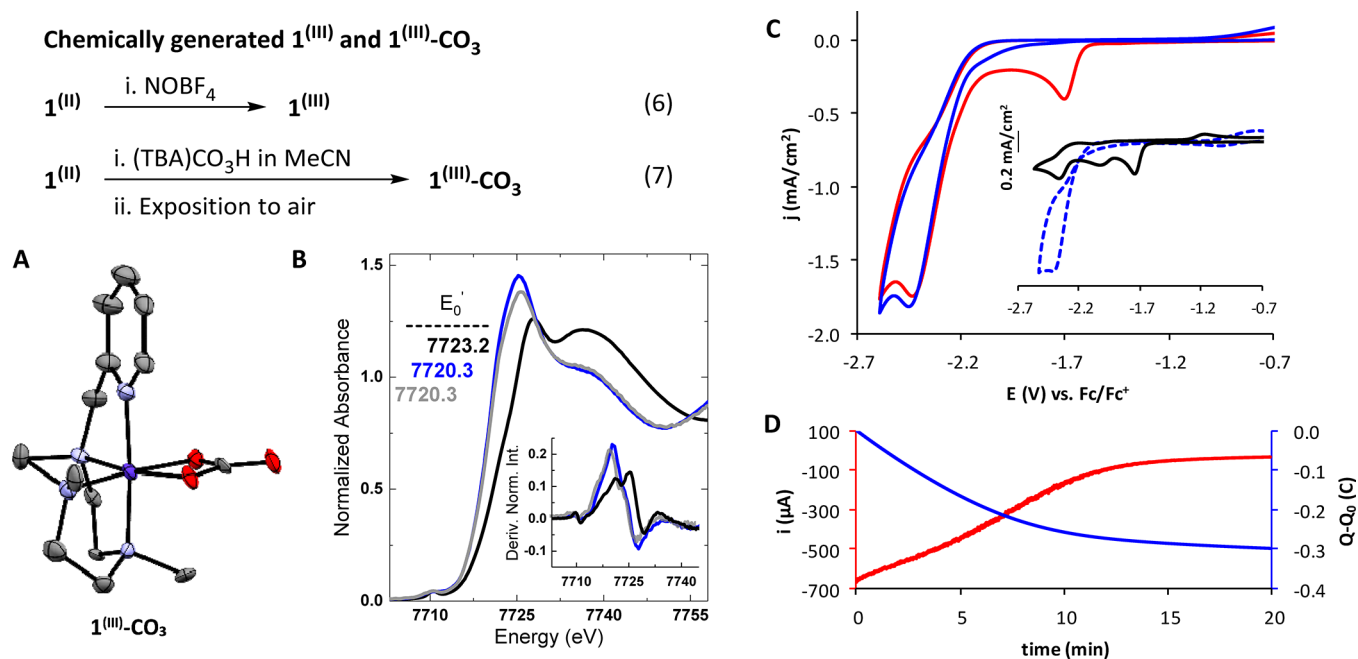 Chemically generated 1(III) and 1(III)-CO3
1(II) i. NOBF4 1(III) (6)
1(II) i. (TBA)CO3H in MeCN 1(III)-CO3 (7)
ii. Exposition to air
A
1(III)-CO3
B
Normalized Absorbance
1.5
1.0
0.5
0.0
E0'
7723.2
7720.3
7720.3
Deriv. Norm. Int.
0.2
0.1
0.0
-0.1
7710 7725 7740
7710 7725 7740 7755
Energy (eV)
C
j (mA/cm2)
0.0
-0.5
-1.0
-1.5
-2.0
0.2 mA/cm2
-2.7 -2.2 -1.7 -1.2 -0.7
-2.7 -2.2 -1.7 -1.2 -0.7
E (V) vs. Fc/Fc+
D
i (µA)
100
-100
-300
-500
-700
0.0
-0.1
-0.2
-0.3
-0.4
Q-Q0 (C)
0 5 10 15 20
time (min)